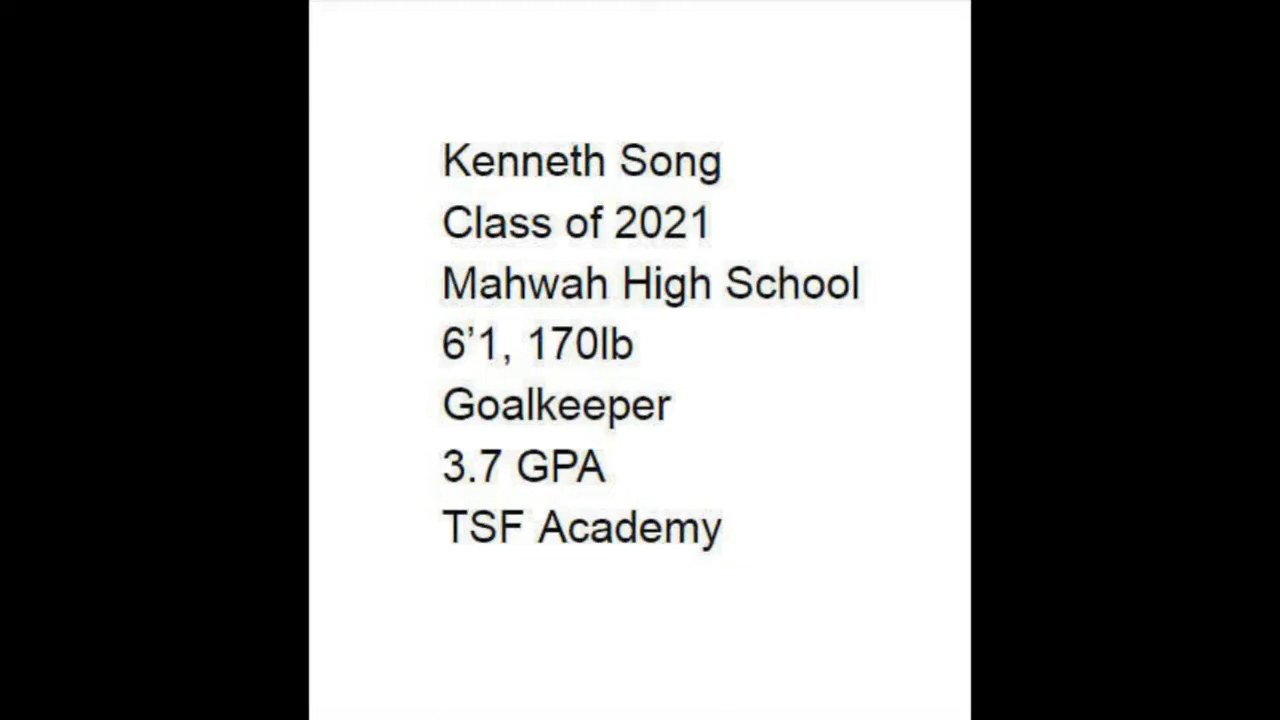 Kenneth Song
Class of 2021
Mahwah High School
6’1, 170lb
Goalkeeper
3.7 GPA
TSF Academy